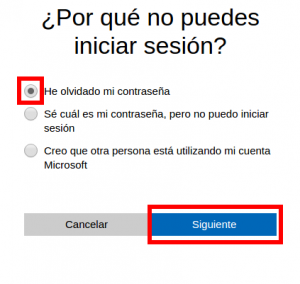 ¿Por qué no puedes
iniciar sesión?
He olvidado mi contraseña
Sé cuál es mi contraseña, pero no puedo iniciar
sesión
Creo que otra persona está utilizando mi cuenta
Microsoft
Cancelar
Siguiente